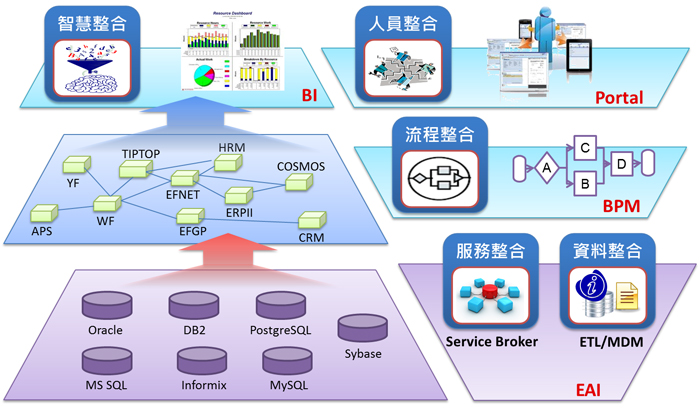 智慧整合
Resource Dashboard
BI
人員整合
Portal
HRM
TIPTOP
COSMOS
YF
EFNET
ERPII
WF
APS
EFGP
CRM
流程整合
A
C
B
D
BPM
Oracle
DB2
PostgreSQL
Sybase
MS SQL
Informix
MySQL
服務整合
資料整合
Service Broker
ETL/MDM
EAI